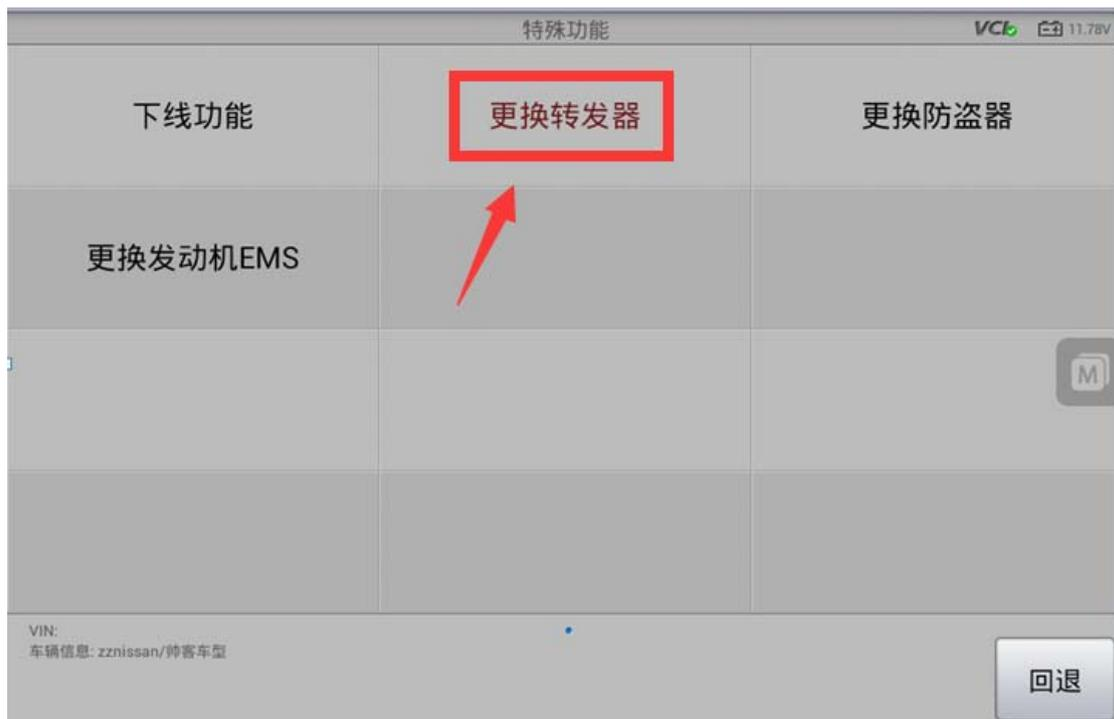 特殊功能
VCI
11.78V
下线功能
更换转发器
更换防盗器
更换发动机EMS
M
VIN:
车辆信息: zznissan/帅客车型
回退